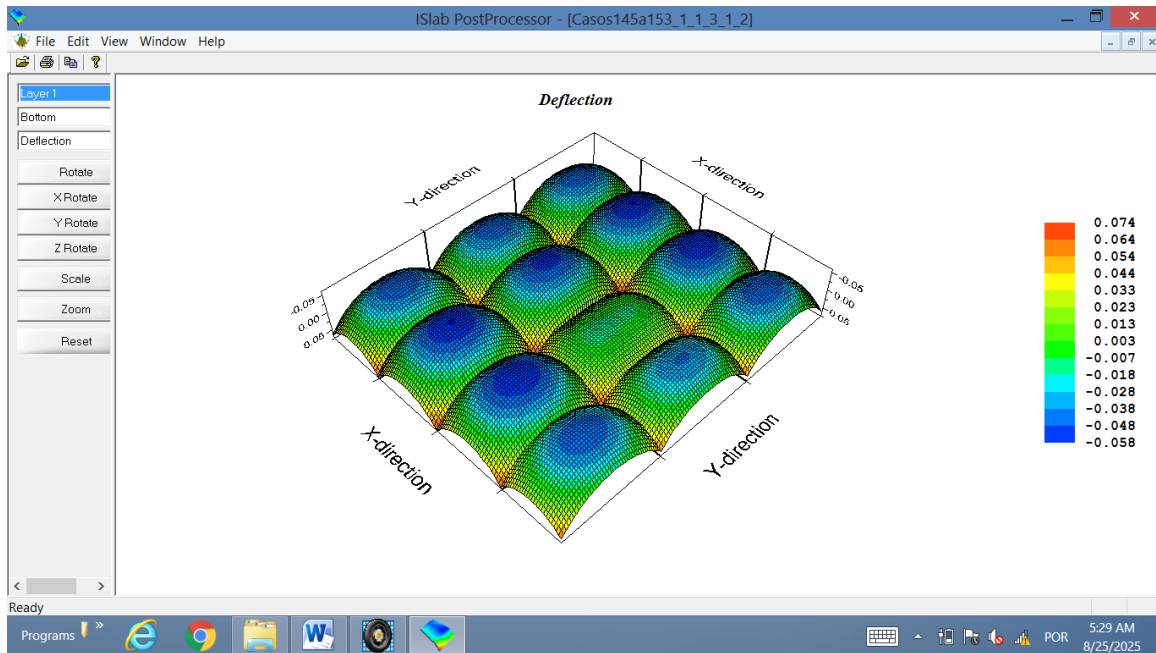 ISlab PostProcessor - [Casos145a153_1_1_3_1_2]
File Edit View Window Help
Layer1
Bottom
Deflection
Rotate
X Rotate
Y Rotate
Z Rotate
Scale
Zoom
Reset
Deflection
Y-direction
X-direction
-0.05
0.00
0.05
-0.05
0.00
0.05
X-direction
Y-direction
0.074
0.064
0.054
0.044
0.033
0.023
0.013
0.003
-0.007
-0.018
-0.028
-0.038
-0.048
-0.058
Ready
Programs
POR
5:29 AM
8/25/2025